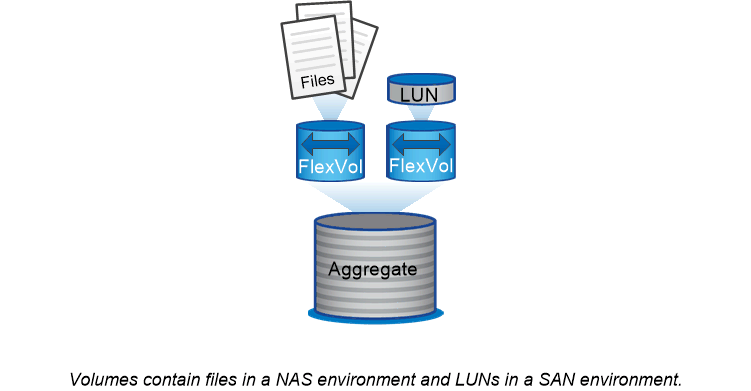 Files
LUN
FlexVol
FlexVol
Aggregate
Volumes contain files in a NAS environment and LUNs in a SAN environment.